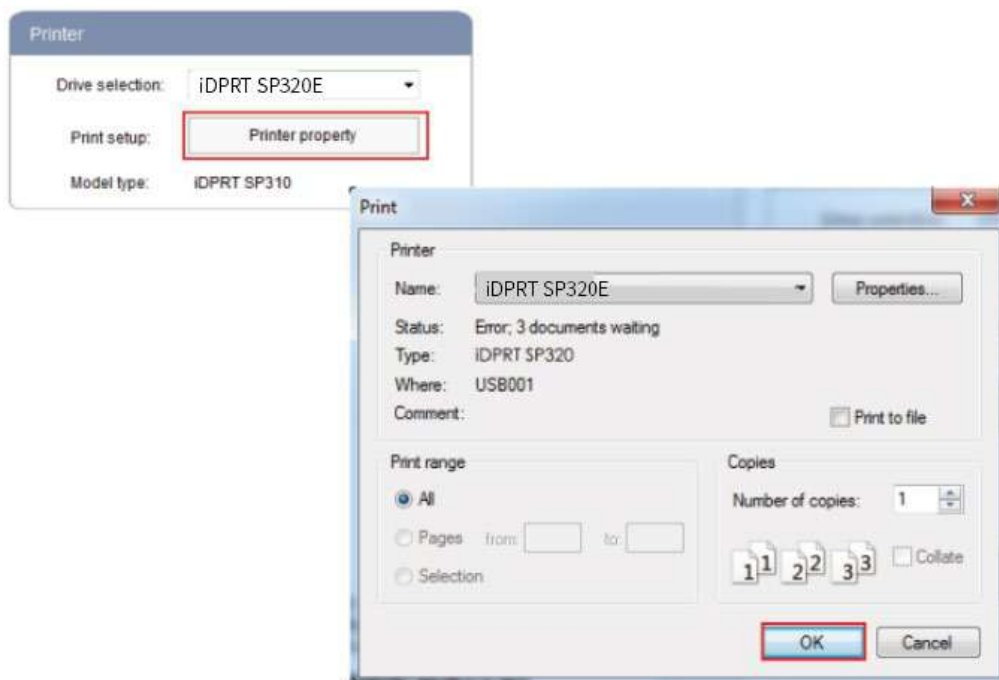 Printer
Drive selection: iDPRT SP320E
Print setup: Printer property
Model type: iDPRT SP310
Print
Printer
Name: iDPRT SP320E Properties...
Status: Error; 3 documents waiting
Type: iDPRT SP320
Where: USB001
Comment: Print to file
Print range
All
Pages from: to:
Selection
Copies
Number of copies: 1
1 1 2 2 3 3 Collate
OK Cancel